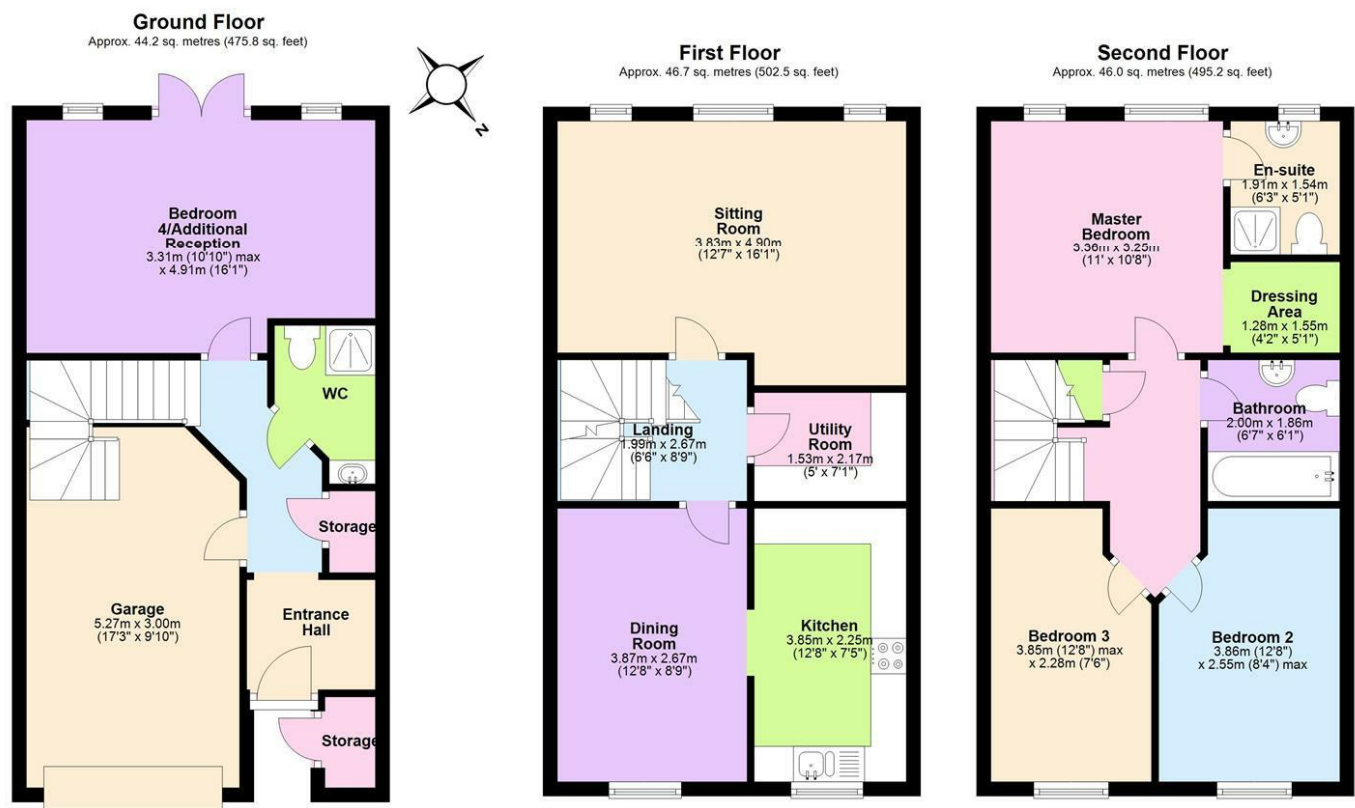 Ground Floor
Approx. 44.2 sq. metres (475.8 sq. feet)
N
Bedroom
4/Additional
Reception
3.31m (10'10") max
x 4.91m (16'1")
WC
Storage
Garage
5.27m x 3.00m
(17'3" x 9'10")
Entrance
Hall
Storage
First Floor
Approx. 46.7 sq. metres (502.5 sq. feet)
Sitting
Room
3.83m x 4.90m
(12'7" x 16'1")
Landing
1.99m x 2.67m
(6'6" x 8'9")
Utility
Room
1.53m x 2.17m
(5' x 7'1")
Dining
Room
3.87m x 2.67m
(12'8" x 8'9")
Kitchen
3.85m x 2.25m
(12'8" x 7'5")
Second Floor
Approx. 46.0 sq. metres (495.2 sq. feet)
Master
Bedroom
3.36m x 3.25m
(11' x 10'8")
En-suite
1.91m x 1.54m
(6'3" x 5'1")
Dressing
Area
1.28m x 1.55m
(4'2" x 5'1")
Bathroom
2.00m x 1.86m
(6'7" x 6'1")
Bedroom 3
3.85m (12'8") max
x 2.28m (7'6")
Bedroom 2
3.86m (12'8")
x 2.55m (8'4") max